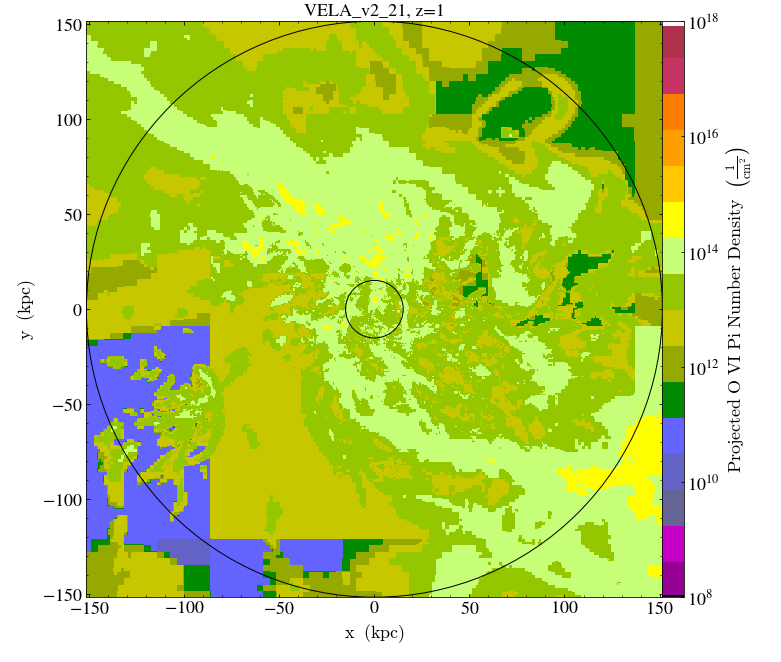 VELA_v2_21, z=1
150
100
50
0
−50
−100
−150
−150 −100 −50 0 50 100 150
x (kpc)
y (kpc)
10^18
10^16
10^14
10^12
10^10
10^8
Projected O VI Pi Number Density (1/cm^2)